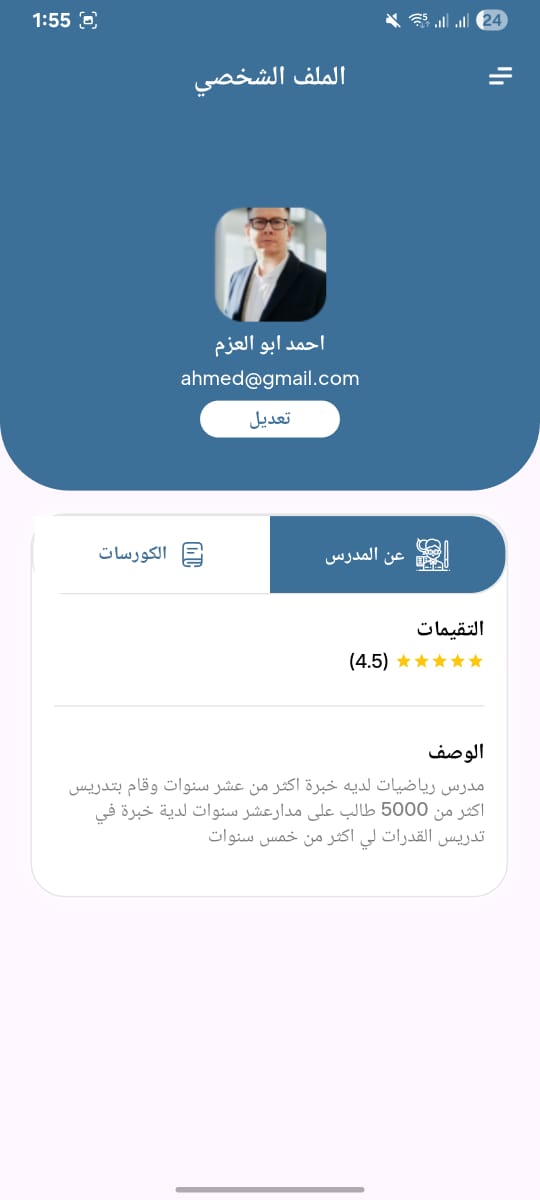 1:55
24
الملف الشخصي
احمد ابو العزم
ahmed@gmail.com
تعديل
عن المدرس
الكورسات
التقيمات
(4.5)
الوصف
مدرس رياضيات لديه خبرة اكثر من عشر سنوات وقام بتدريس
اكثر من 5000 طالب على مدارعشر سنوات لدية خبرة في
تدريس القدرات لي اكثر من خمس سنوات